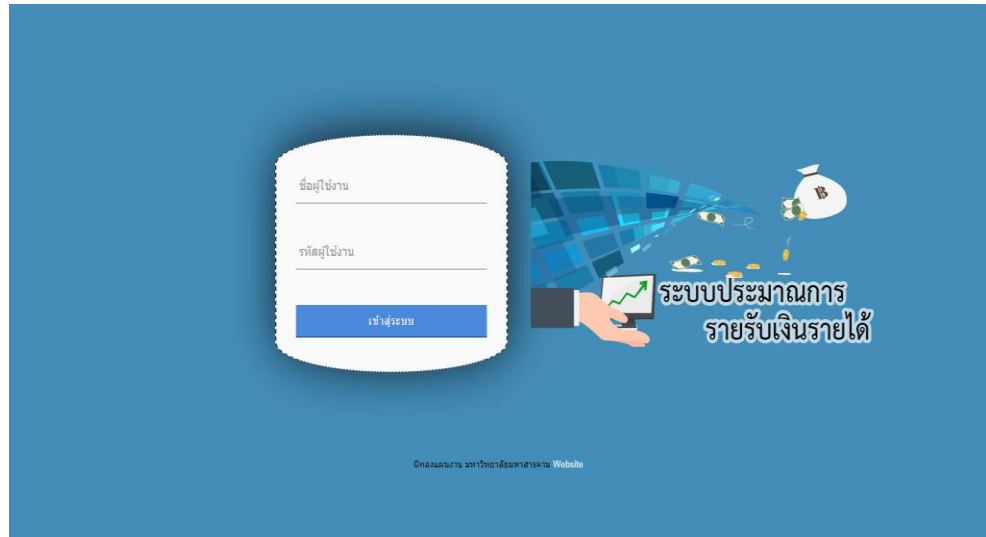 ชื่อผู้ใช้งาน
รหัสผู้ใช้งาน
เข้าสู่ระบบ
฿
ระบบประมาณการ
รายรับเงินรายได้
©กองแผนงาน มหาวิทยาลัยมหาสารคาม Website